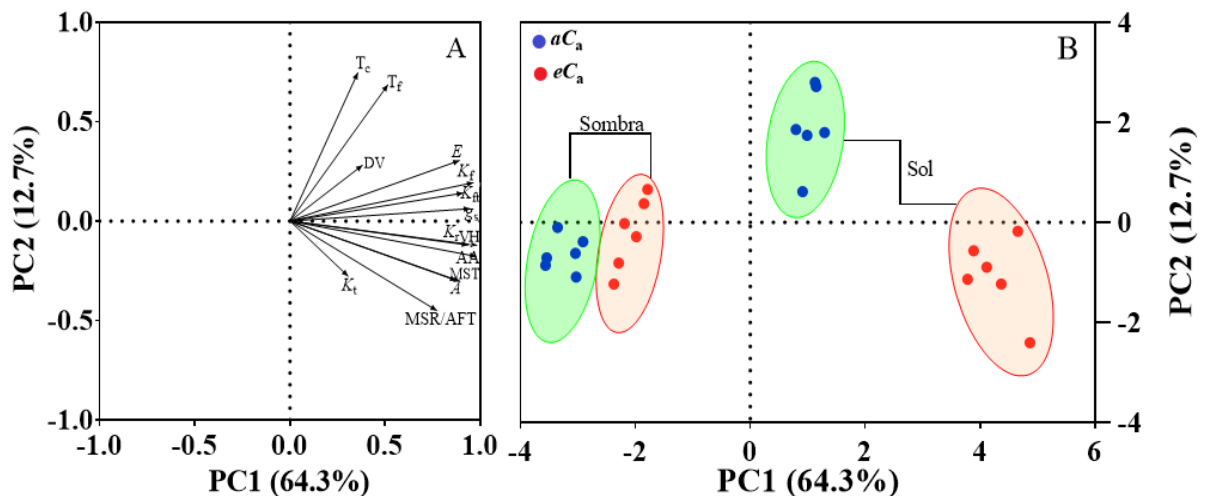 A
1.0
0.5
0.0
-0.5
-1.0
PC2 (12.7%)
-1.0 -0.5 0.0 0.5 1.0
PC1 (64.3%)
Tc
Tf
DV
E
Kf
Kft
gs
KrVH
AA
MST
A
Kt
MSR/AFT
B
aCa
eCa
Sombra
Sol
4
2
0
-2
-4
PC2 (12.7%)
-4 -2 0 2 4 6
PC1 (64.3%)